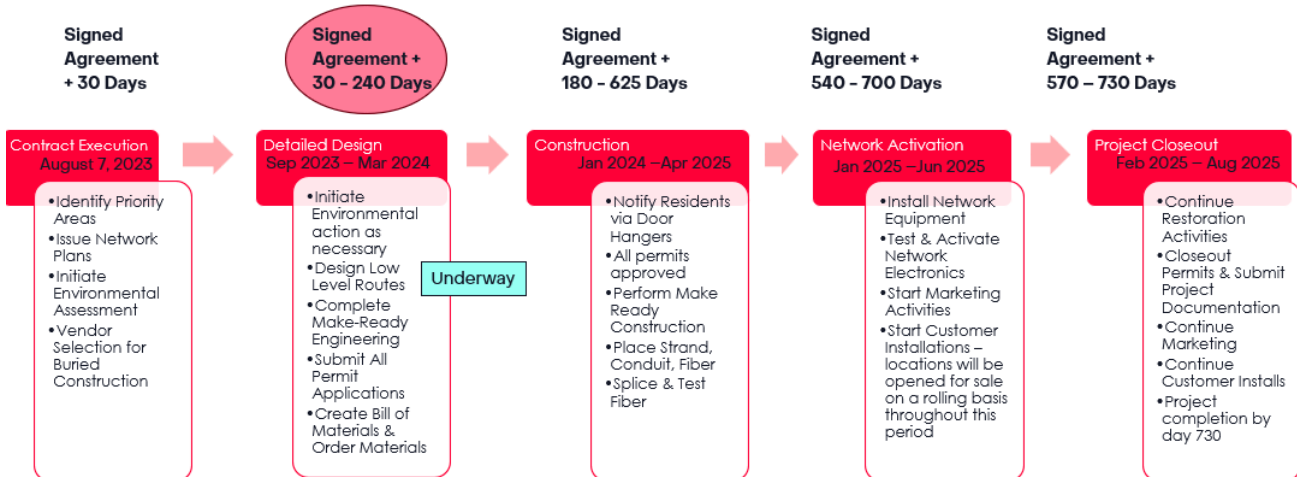 Signed
Agreement
+ 30 Days
Signed
Agreement +
30 - 240 Days
Signed
Agreement +
180 - 625 Days
Signed
Agreement +
540 - 700 Days
Signed
Agreement +
570 – 730 Days
Contract Execution
August 7, 2023
•Identify Priority
Areas
•Issue Network
Plans
•Initiate
Environmental
Assessment
•Vendor
Selection for
Buried
Construction
Detailed Design
Sep 2023 – Mar 2024
•Initiate
Environmental
action as
necessary
•Design Low
Level Routes
•Complete
Make-Ready
Engineering
•Submit All
Permit
Applications
•Create Bill of
Materials &
Order Materials
Underway
Construction
Jan 2024 –Apr 2025
•Notify Residents
via Door
Hangers
•All permits
approved
•Perform Make
Ready
Construction
•Place Strand,
Conduit, Fiber
•Splice & Test
Fiber
Network Activation
Jan 2025 –Jun 2025
•Install Network
Equipment
•Test & Activate
Network
Electronics
•Start Marketing
Activities
•Start Customer
Installations –
locations will be
opened for sale
on a rolling basis
throughout this
period
Project Closeout
Feb 2025 – Aug 2025
•Continue
Restoration
Activities
•Closeout
Permits & Submit
Project
Documentation
•Continue
Marketing
•Continue
Customer Installs
•Project
completion by
day 730